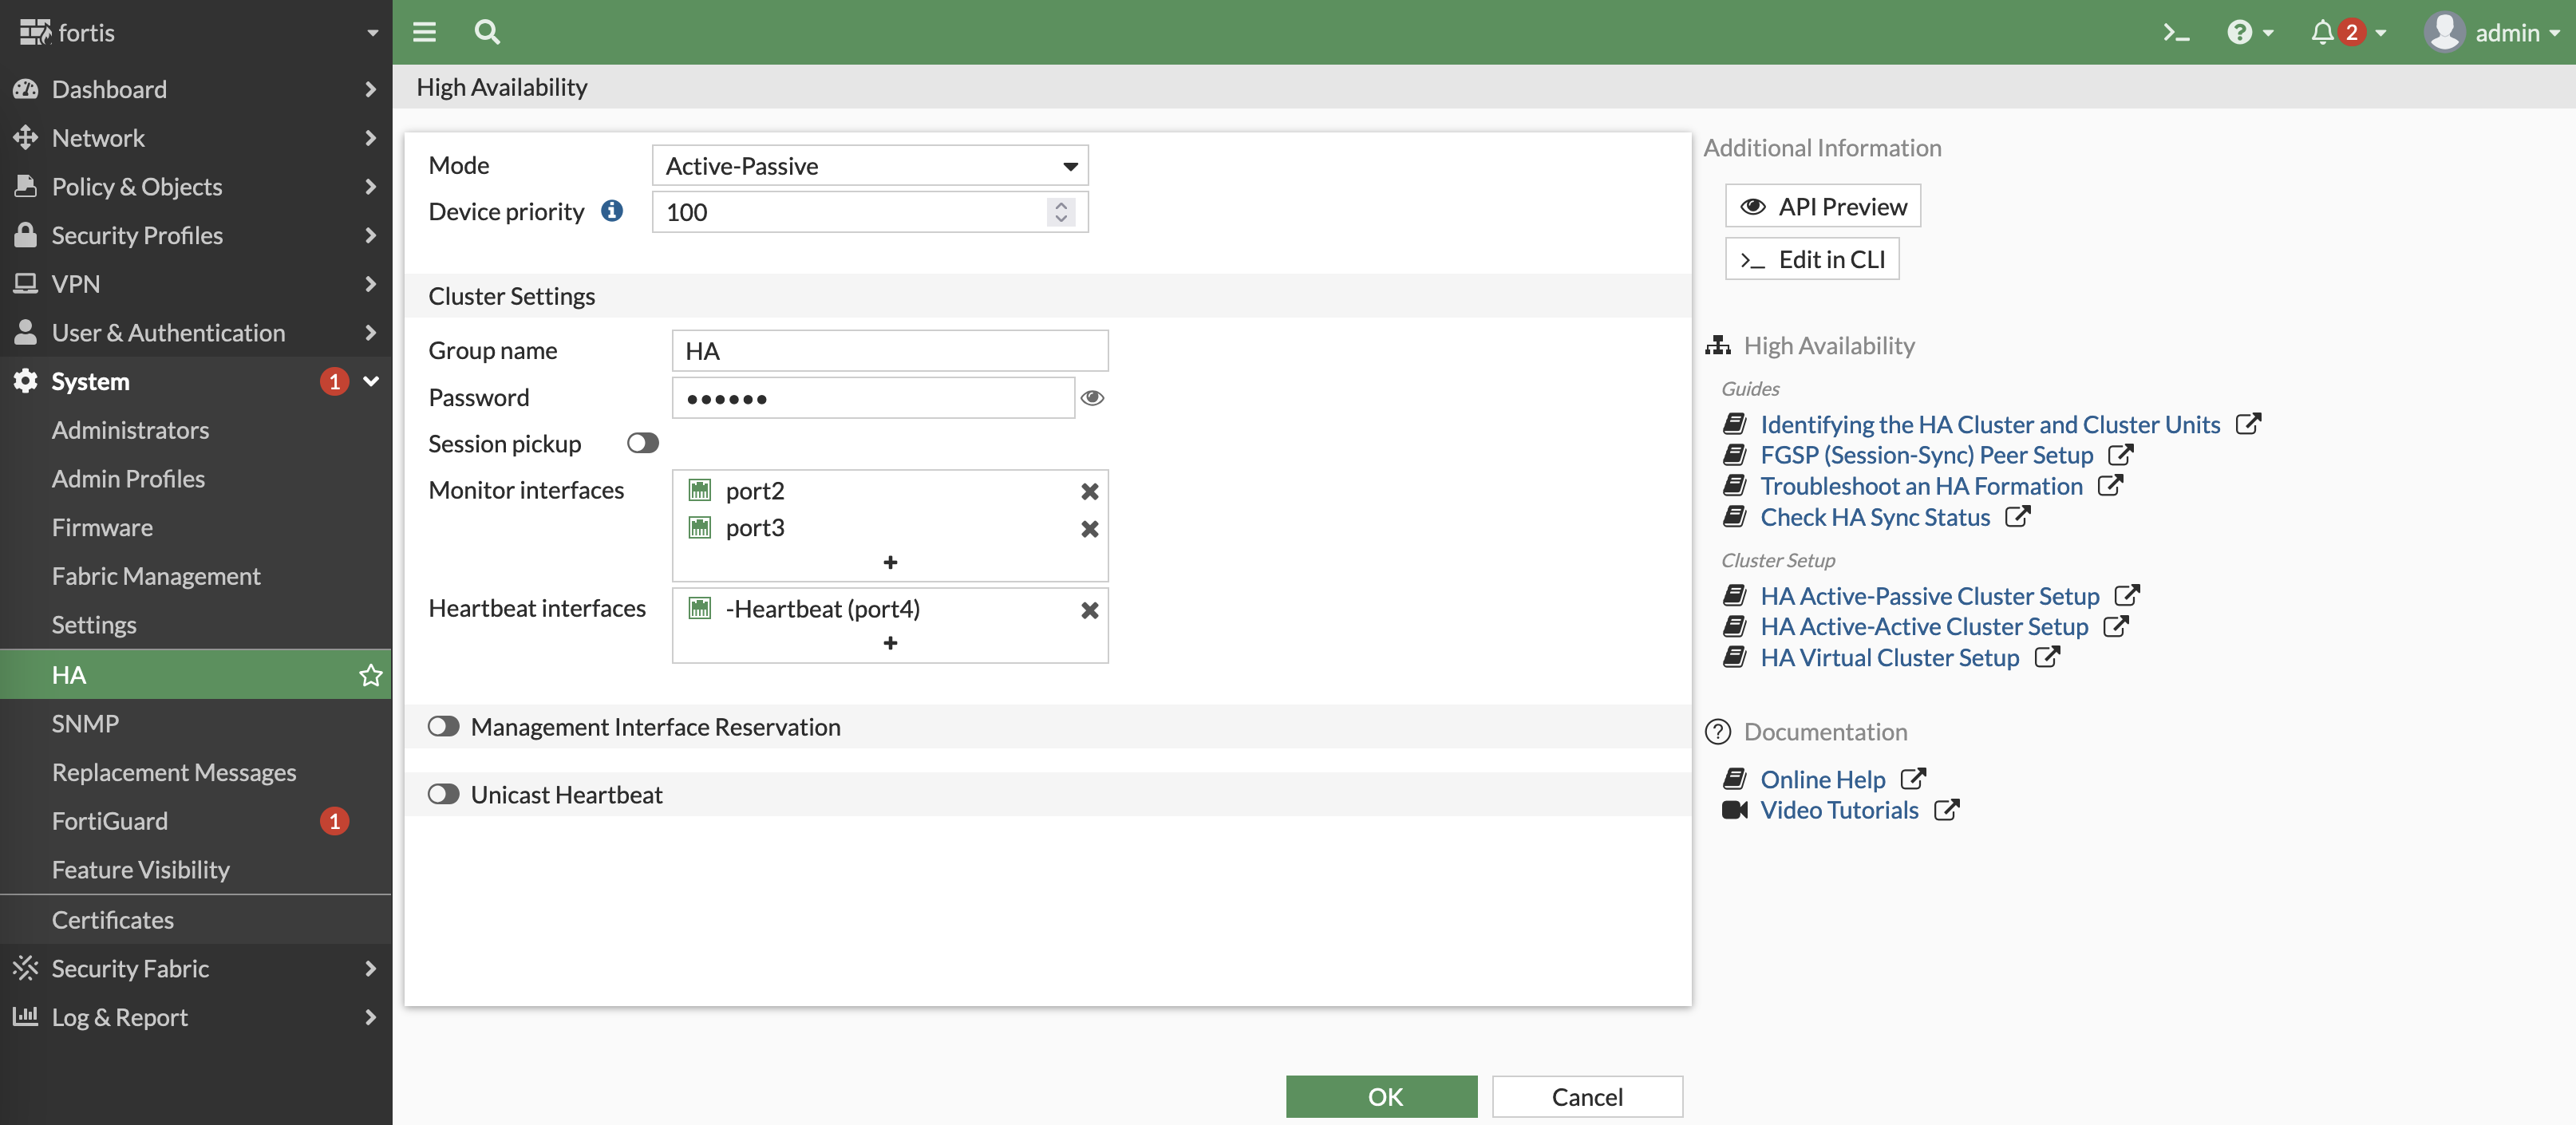 fortis
2
admin
Dashboard
Network
Policy & Objects
Security Profiles
VPN
User & Authentication
System
1
Administrators
Admin Profiles
Firmware
Fabric Management
Settings
HA
SNMP
Replacement Messages
FortiGuard
1
Feature Visibility
Certificates
Security Fabric
Log & Report
High Availability
Mode
Active-Passive
Device priority
100
Cluster Settings
Group name
HA
Password
••••••
Session pickup
Monitor interfaces
port2
port3
+
Heartbeat interfaces
-Heartbeat (port4)
+
Management Interface Reservation
Unicast Heartbeat
OK
Cancel
Additional Information
API Preview
>_ Edit in CLI
High Availability
Guides
Identifying the HA Cluster and Cluster Units
FGSP (Session-Sync) Peer Setup
Troubleshoot an HA Formation
Check HA Sync Status
Cluster Setup
HA Active-Passive Cluster Setup
HA Active-Active Cluster Setup
HA Virtual Cluster Setup
Documentation
Online Help
Video Tutorials